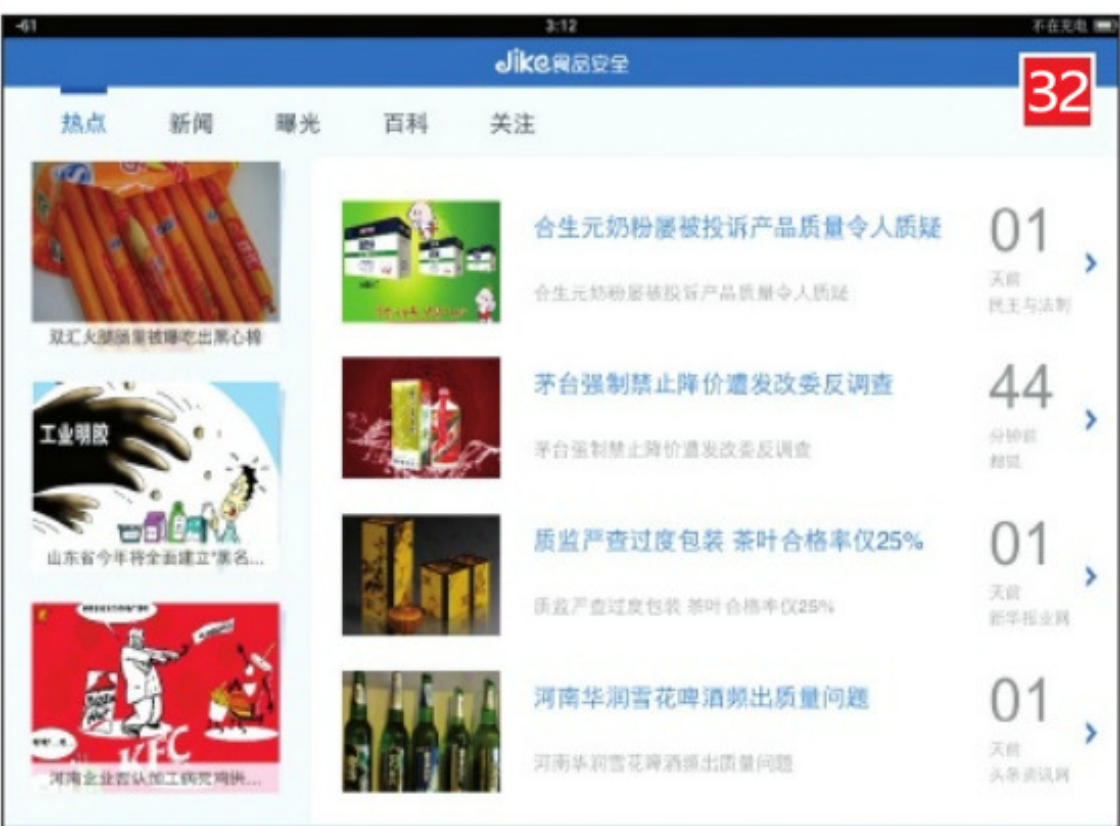 -61
3:12
不在充电
Jike食品安全
32
热点
新闻
曝光
百科
关注
双汇火腿肠里被曝吃出黑心棉
工业明胶
山东省今年将全面建立“黑名...
KFC
河南企业否认加工病死鸡供...
合生元奶粉屡被投诉产品质量令人质疑
合生元奶粉屡被投诉产品质量令人质疑
01
天前
民主与法制
茅台强制禁止降价遭发改委反调查
茅台强制禁止降价遭发改委反调查
44
分钟前
质监严查过度包装 茶叶合格率仅25%
质监严查过度包装 茶叶合格率仅25%
01
天前
新华报业网
河南华润雪花啤酒频出质量问题
河南华润雪花啤酒频出质量问题
01
天前
头条资讯网